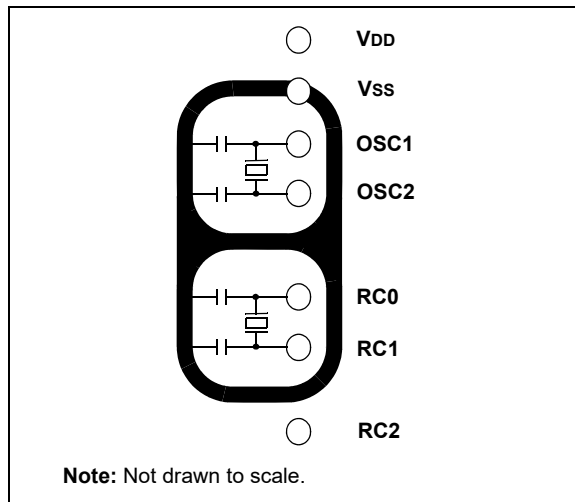 VDD
VSS
OSC1
OSC2
RC0
RC1
RC2
Note: Not drawn to scale.